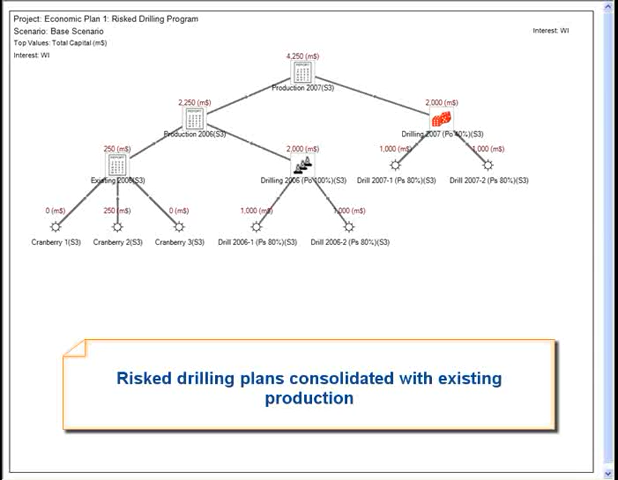 Project: Economic Plan 1: Risked Drilling Program
Scenario: Base Scenario
Interest: WI
Top Values: Total Capital (m$)
Interest: WI
4,250 (m$)
Production 2007(S3)
2,250 (m$)
2,000 (m$)
Production 2006(S3)
Drilling 2007 (Po 40%)(S3)
250 (m$)
2,000 (m$)
1,000 (m$)
1,000 (m$)
Existing 2006(S3)
Drilling 2006 (Po 100%)(S3)
Drill 2007-1 (Ps 80%)(S3)
Drill 2007-2 (Ps 80%)(S3)
0 (m$)
250 (m$)
0 (m$)
1,000 (m$)
1,000 (m$)
Cranberry 1(S3)
Cranberry 2(S3)
Cranberry 3(S3)
Drill 2006-1 (Ps 80%)(S3)
Drill 2006-2 (Ps 80%)(S3)
Risked drilling plans consolidated with existing
production